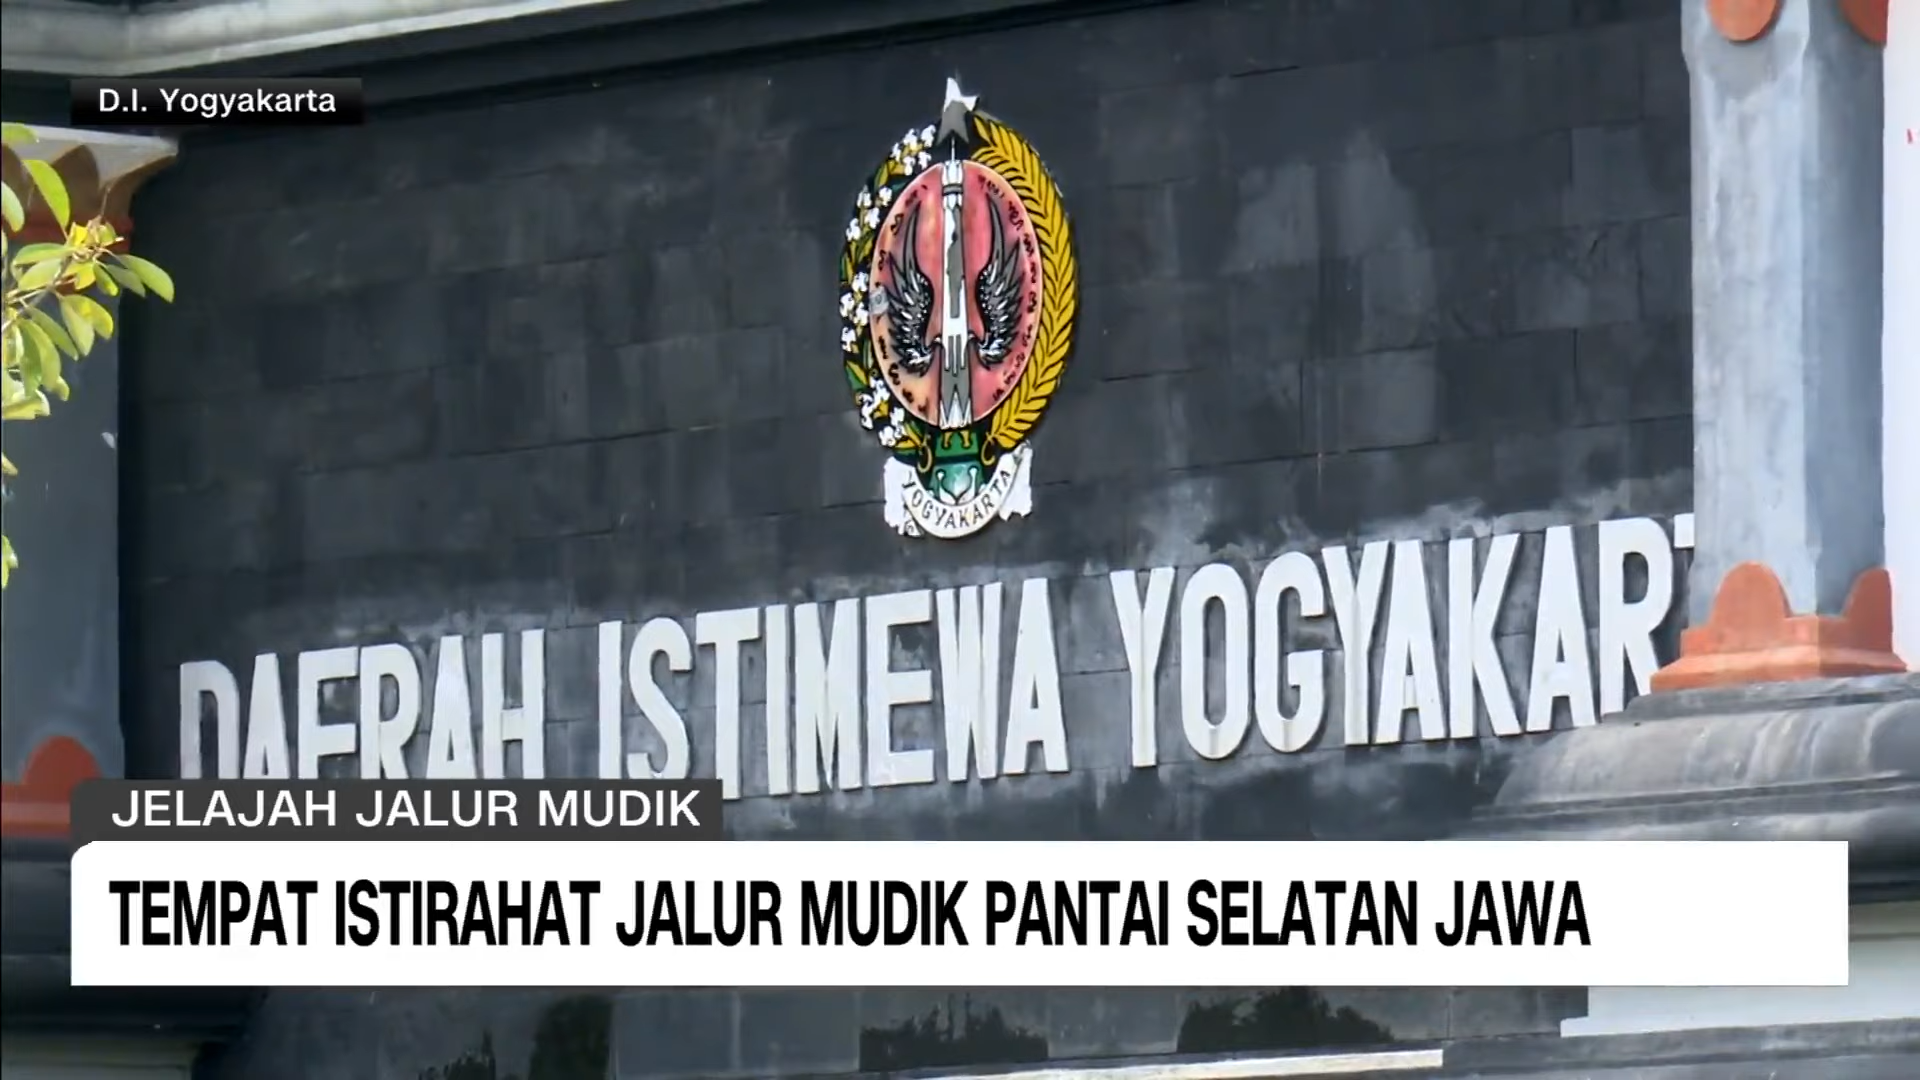 D.I. Yogyakarta
YOGYAKARTA
DAERAH ISTIMEWA YOGYAKART
JELAJAH JALUR MUDIK
TEMPAT ISTIRAHAT JALUR MUDIK PANTAI SELATAN JAWA